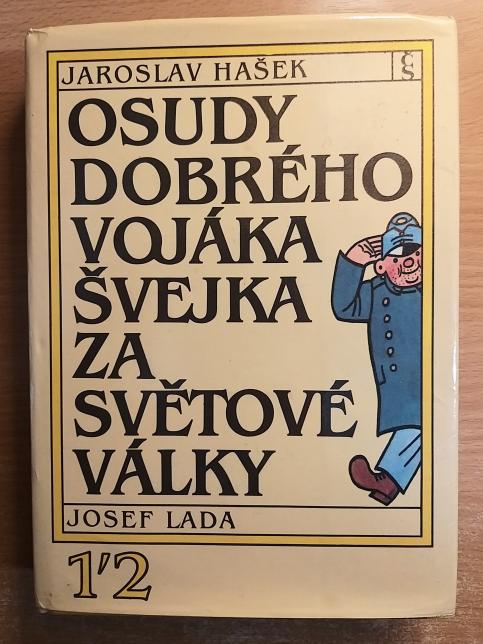 JAROSLAV HAŠEK
čs
OSUDY
DOBRÉHO
VOJÁKA
ŠVEJKA
ZA
SVĚTOVÉ
VÁLKY
JOSEF LADA
1'2